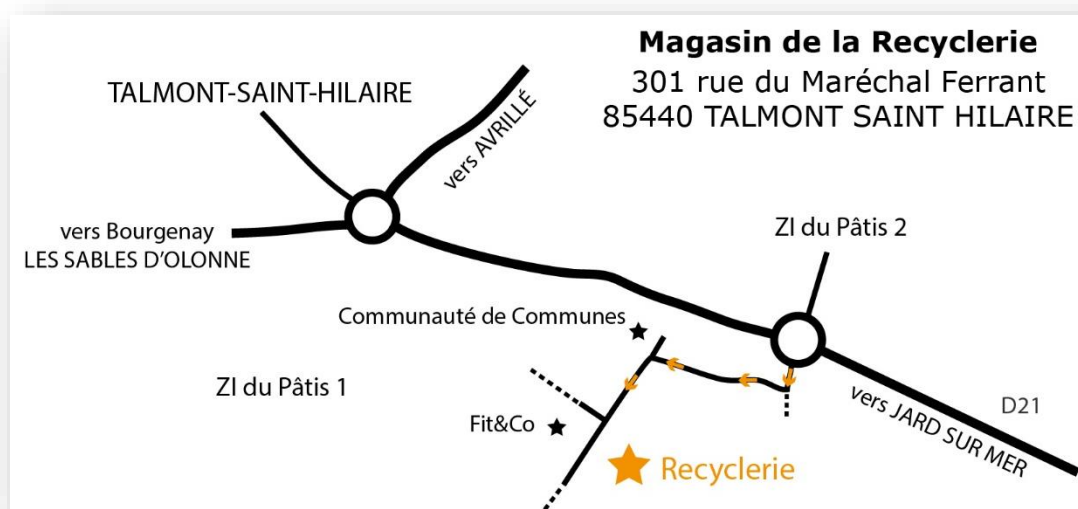 Magasin de la Recyclerie
301 rue du Maréchal Ferrant
85440 TALMONT SAINT HILAIRE
TALMONT-SAINT-HILAIRE
vers AVRILLÉ
vers Bourgenay
LES SABLES D'OLONNE
ZI du Pâtis 2
Communauté de Communes
ZI du Pâtis 1
D21
vers JARD SUR MER
Fit&Co
Recyclerie